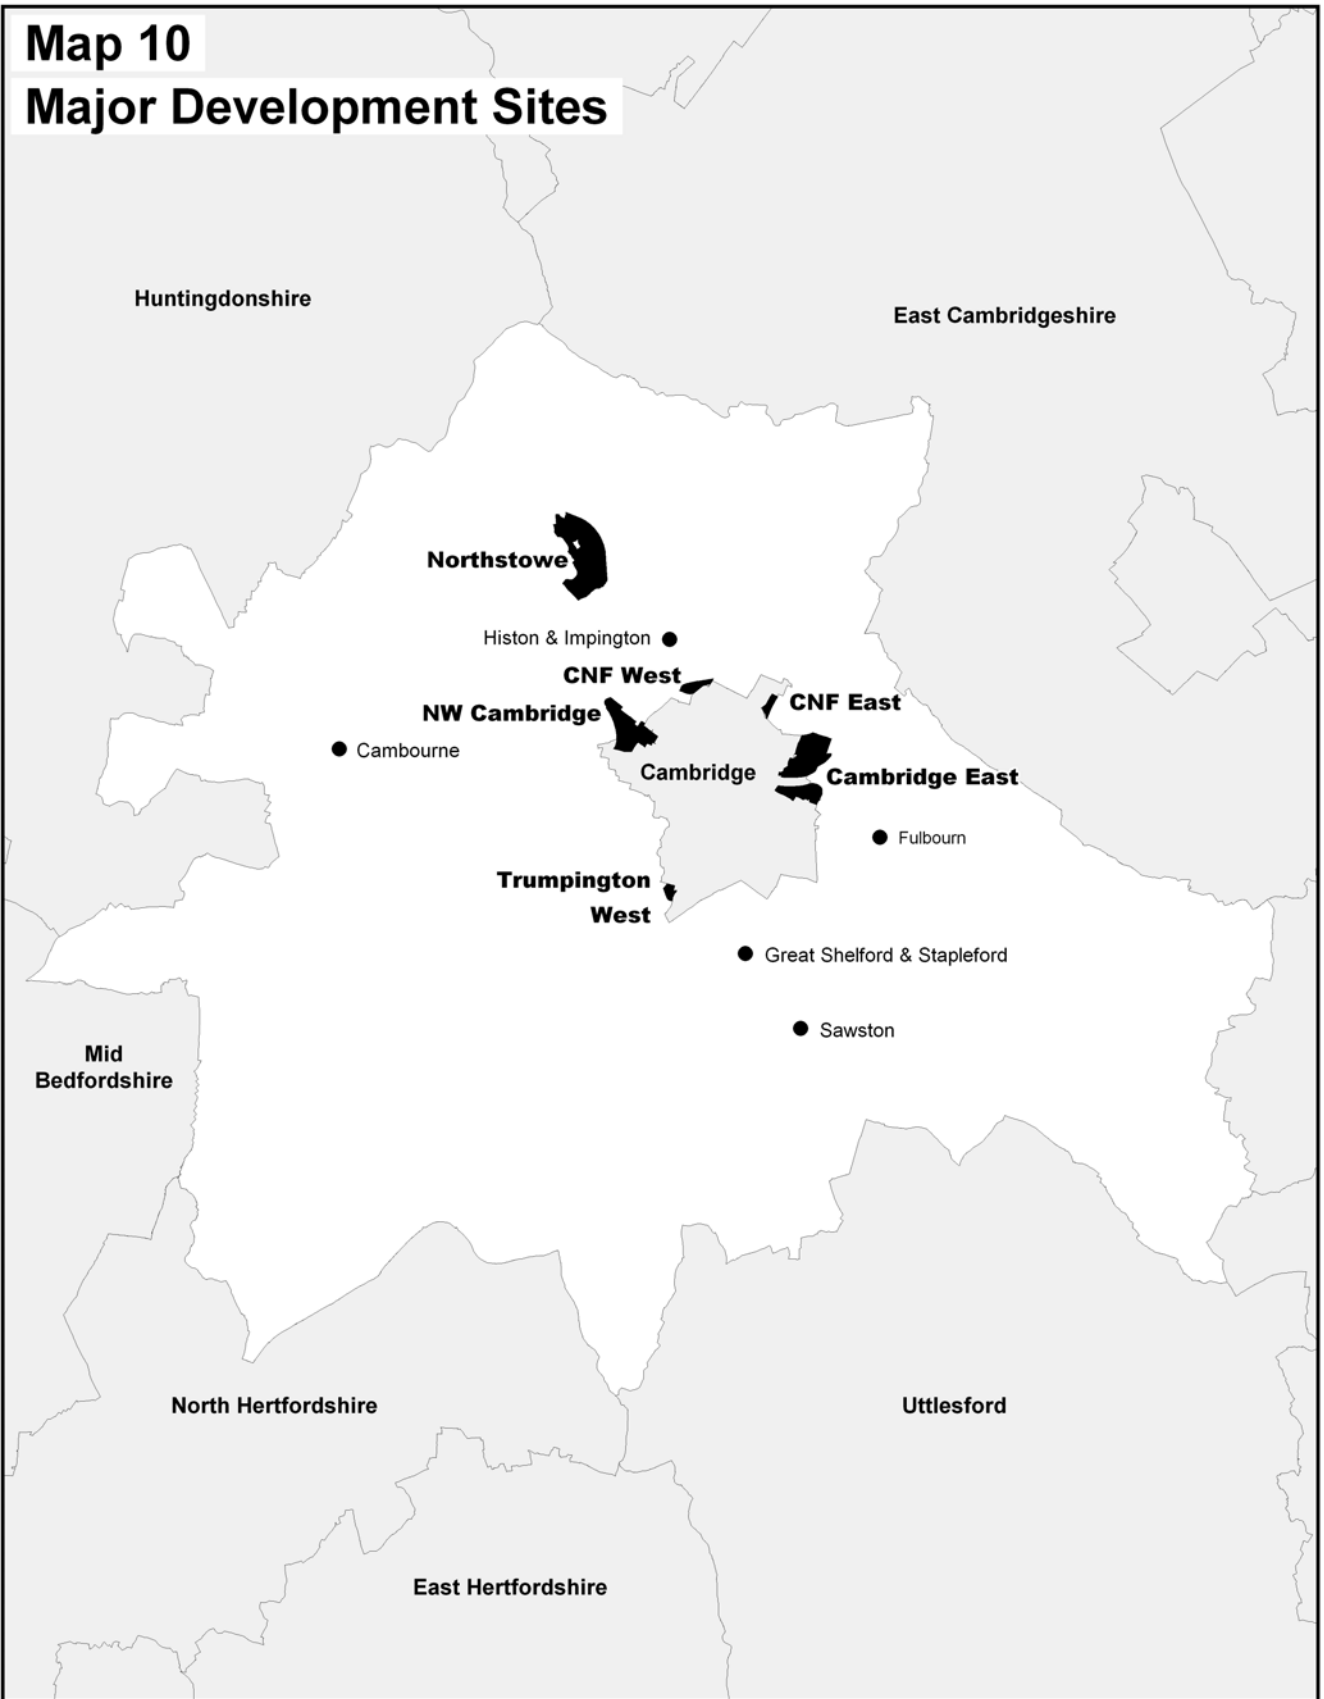 Map 10
Major Development Sites
Huntingdonshire
East Cambridgeshire
Northstowe
Histon & Impington
CNF West
CNF East
NW Cambridge
Cambourne
Cambridge
Cambridge East
Fulbourn
Trumpington
West
Great Shelford & Stapleford
Sawston
Mid
Bedfordshire
North Hertfordshire
Uttlesford
East Hertfordshire